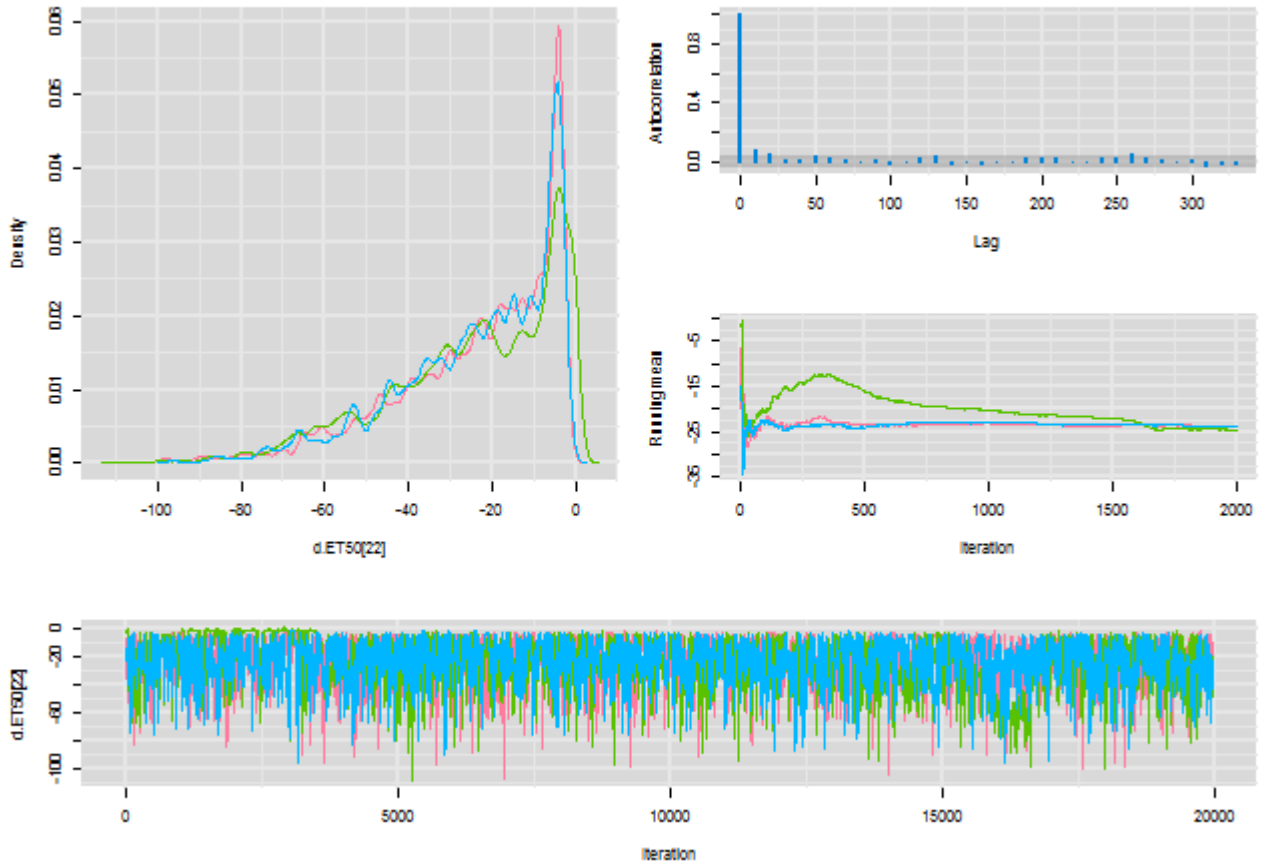 Density
0.00 0.01 0.02 0.03 0.04 0.05 0.06
-100 -80 -60 -40 -20 0
d.ET50[22]
Autocorrelation
0.0 0.4 0.8
0 50 100 150 200 250 300
Lag
Running mean
-35 -25 -15 -5
0 500 1000 1500 2000
Iteration
d.ET50[22]
-100 -60 -20 0
0 5000 10000 15000 20000
Iteration